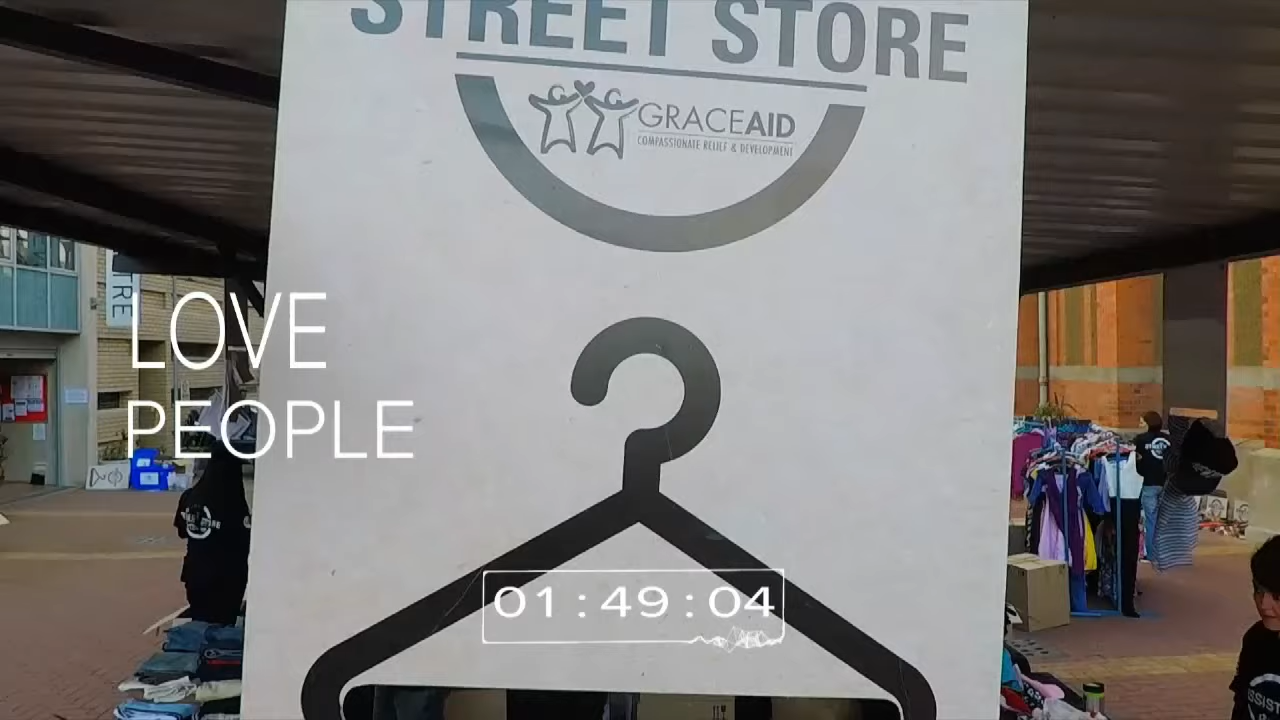 STREET STORE
GRACEAID
COMPASSIONATE RELIEF & DEVELOPMENT
LOVE
PEOPLE
01:49:04